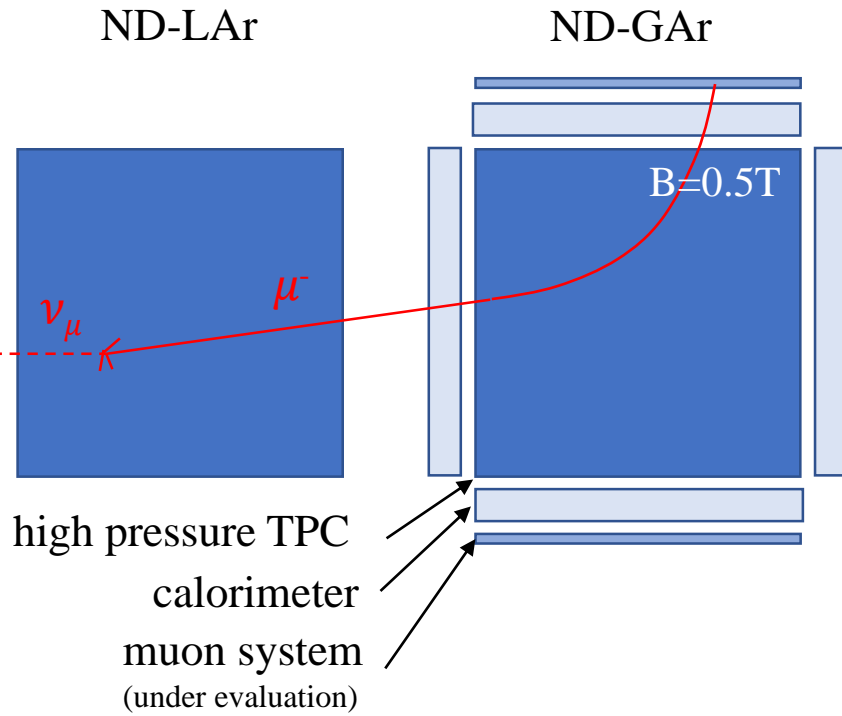 ND-LAr
ND-GAr
B=0.5T
μ-
νμ
high pressure TPC
calorimeter
muon system
(under evaluation)